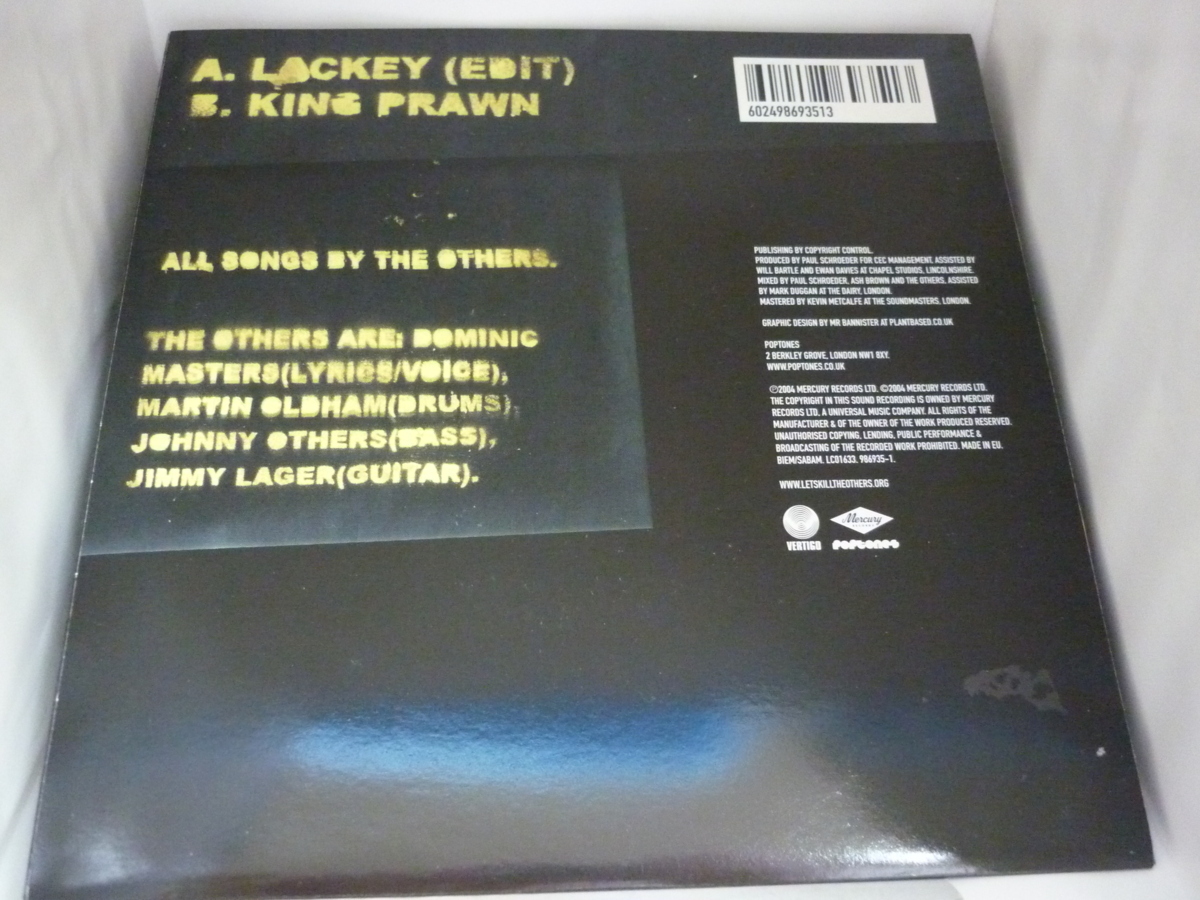 A. LACKEY (EDIT)
B. KING PRAWN
602498693513
ALL SONGS BY THE OTHERS.
THE OTHERS ARE: DOMINIC
MASTERS(LYRICS/VOICE),
MARTIN OLDHAM(DRUMS),
JOHNNY OTHERS(BASS),
JIMMY LAGER(GUITAR).
PUBLISHING BY COPYRIGHT CONTROL.
PRODUCED BY PAUL SCHROEDER FOR CEC MANAGEMENT, ASSISTED BY
WILL BARTLE AND EWAN DAVIES AT CHAPEL STUDIOS, LINCOLNSHIRE.
MIXED BY PAUL SCHROEDER, ASH BROWN AND THE OTHERS, ASSISTED
BY MARK DUGGAN AT THE DAIRY, LONDON.
MASTERED BY KEVIN METCALFE AT THE SOUNDMASTERS, LONDON.
GRAPHIC DESIGN BY MR BANNISTER AT PLANTBASED.CO.UK
POPTONES
2 BERKLEY GROVE, LONDON NW1 8XY.
WWW.POPTONES.CO.UK
℗2004 MERCURY RECORDS LTD. ©2004 MERCURY RECORDS LTD.
THE COPYRIGHT IN THIS SOUND RECORDING IS OWNED BY MERCURY
RECORDS LTD. A UNIVERSAL MUSIC COMPANY. ALL RIGHTS OF THE
MANUFACTURER & OF THE OWNER OF THE WORK PRODUCED RESERVED.
UNAUTHORISED COPYING, LENDING, PUBLIC PERFORMANCE &
BROADCASTING OF THE RECORDED WORK PROHIBITED. MADE IN EU.
BIEM/SABAM. LC01633. 986935-1.
WWW.LETSKILLTHEOTHERS.ORG
Mercury
RECORDS
VERTIGO POPTONES